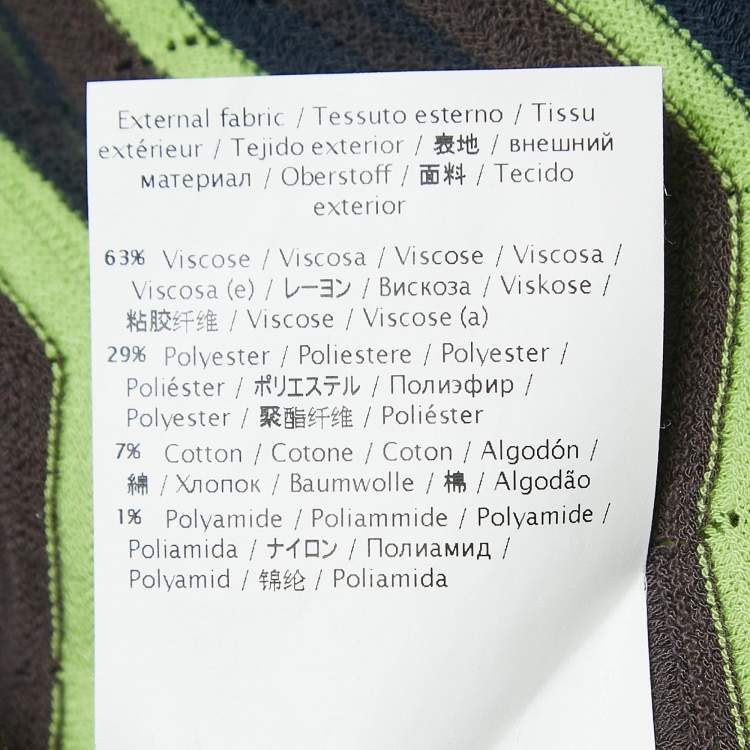 External fabric / Tessuto esterno / Tissu
extérieur / Tejido exterior / 表地 / внешний
материал / Oberstoff / 面料 / Tecido
exterior
63% Viscose / Viscosa / Viscose / Viscosa /
Viscosa (e) / レーヨン / Вискоза / Viskose /
粘胶纤维 / Viscose / Viscose (a)
29% Polyester / Poliestere / Polyester /
Poliéster / ポリエステル / Полиэфир /
Polyester / 聚酯纤维 / Poliéster
7% Cotton / Cotone / Coton / Algodón /
綿 / Хлопок / Baumwolle / 棉 / Algodão
1% Polyamide / Poliammide / Polyamide /
Poliamida / ナイロン / Полиамид /
Polyamid / 锦纶 / Poliamida